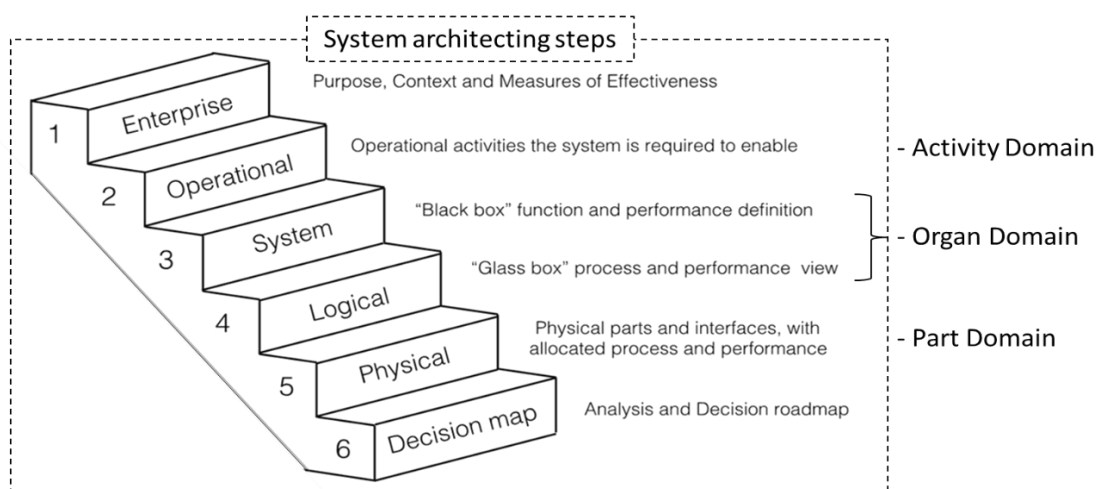 System architecting steps
1
Enterprise
Purpose, Context and Measures of Effectiveness
2
Operational
Operational activities the system is required to enable
- Activity Domain
3
System
“Black box” function and performance definition
- Organ Domain
4
Logical
“Glass box” process and performance view
5
Physical
Physical parts and interfaces, with
allocated process and performance
- Part Domain
6
Decision map
Analysis and Decision roadmap